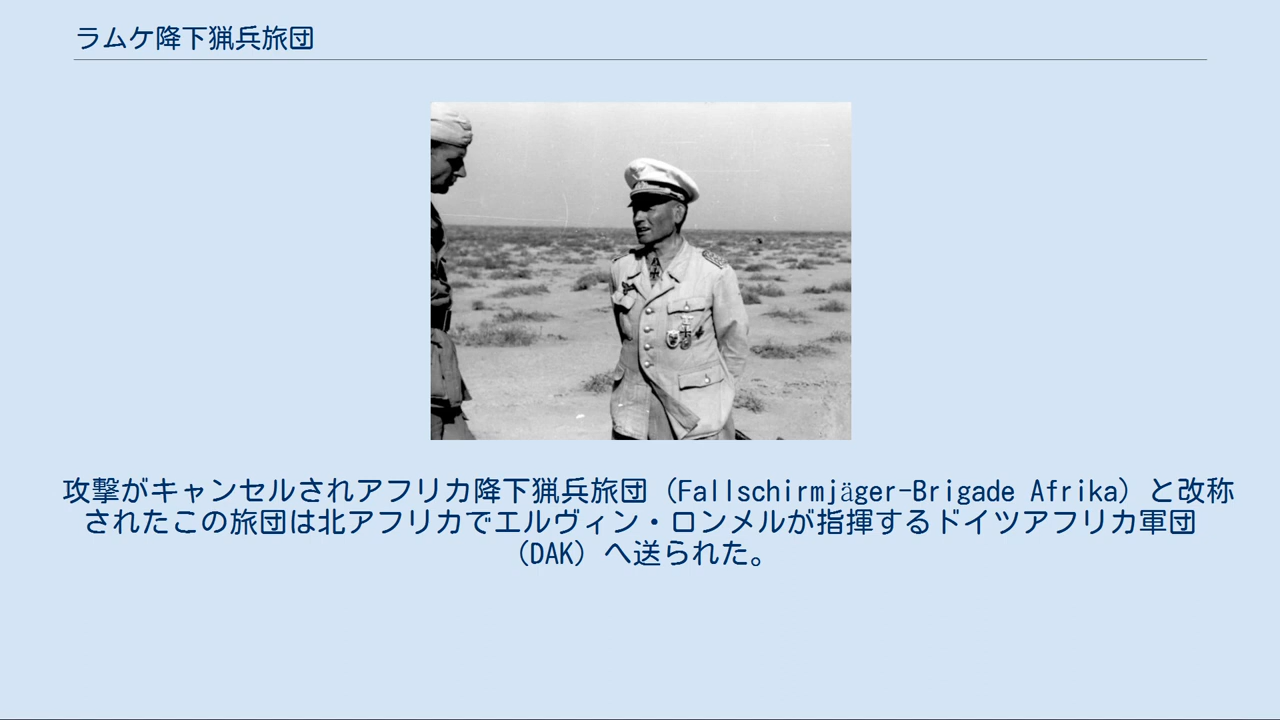 ラムケ降下猟兵旅団
攻撃がキャンセルされアフリカ降下猟兵旅団（Fallschirmjäger-Brigade Afrika）と改称
されたこの旅団は北アフリカでエルヴィン・ロンメルが指揮するドイツアフリカ軍団
（DAK）へ送られた。